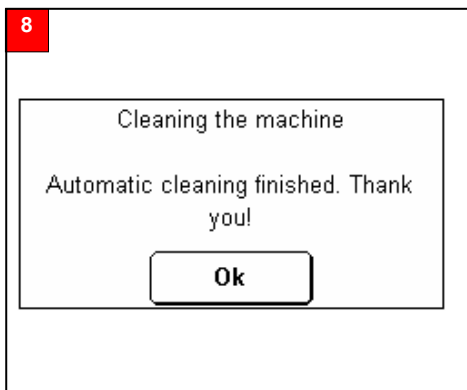 8
Cleaning the machine
Automatic cleaning finished. Thank
you!
Ok